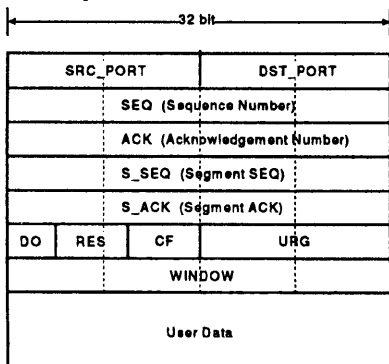 32 bit
SRC_PORT DST_PORT
SEQ (Sequence Number)
ACK (Acknowledgement Number)
S_SEQ (Segment SEQ)
S_ACK (Segment ACK)
DO RES CF URG
WINDOW
User Data